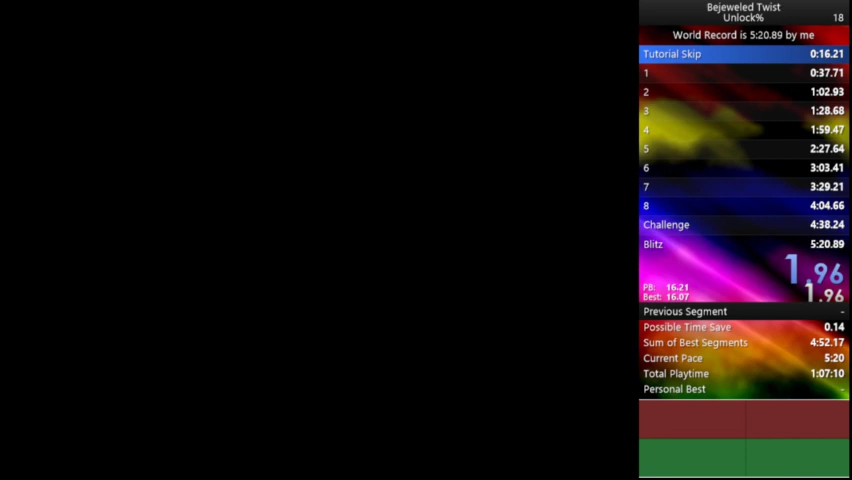 Bejeweled Twist
Unlock%
18
World Record is 5:20.89 by me
Tutorial Skip 0:16.21
1 0:37.71
2 1:02.93
3 1:28.68
4 1:59.47
5 2:27.64
6 3:03.41
7 3:29.21
8 4:04.66
Challenge 4:38.24
Blitz 5:20.89
1.96
PB: 16.21
Best: 16.07
1.96
Previous Segment -
Possible Time Save 0.14
Sum of Best Segments 4:52.17
Current Pace 5:20
Total Playtime 1:07:10
Personal Best -